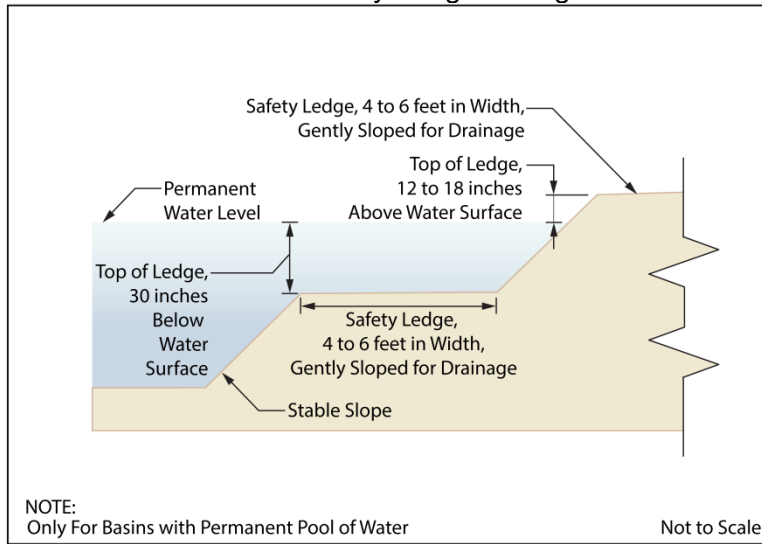 Safety Ledge, 4 to 6 feet in Width,
Gently Sloped for Drainage
Top of Ledge,
12 to 18 inches
Above Water Surface
Permanent
Water Level
Top of Ledge,
30 inches
Below
Water
Surface
Safety Ledge,
4 to 6 feet in Width,
Gently Sloped for Drainage
Stable Slope
NOTE:
Only For Basins with Permanent Pool of Water
Not to Scale